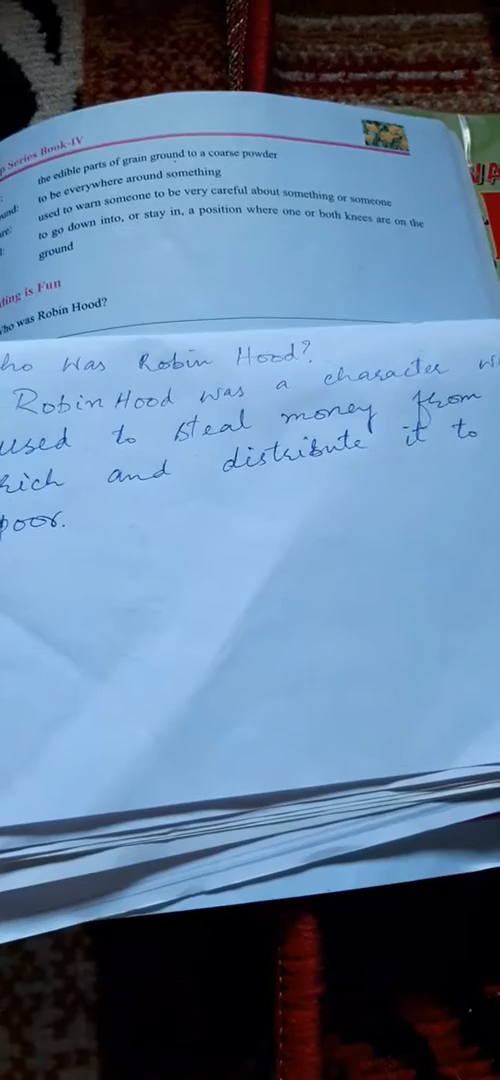 Series Book-IV
the edible parts of grain ground to a coarse powder
to be everywhere around something
used to warn someone to be very careful about something or someone
to go down into, or stay in, a position where one or both knees are on the
ground
is Fun
was Robin Hood?
was Robin Hood?
Robin Hood was a character
used to steal money from
rich and distribute it to
poor.